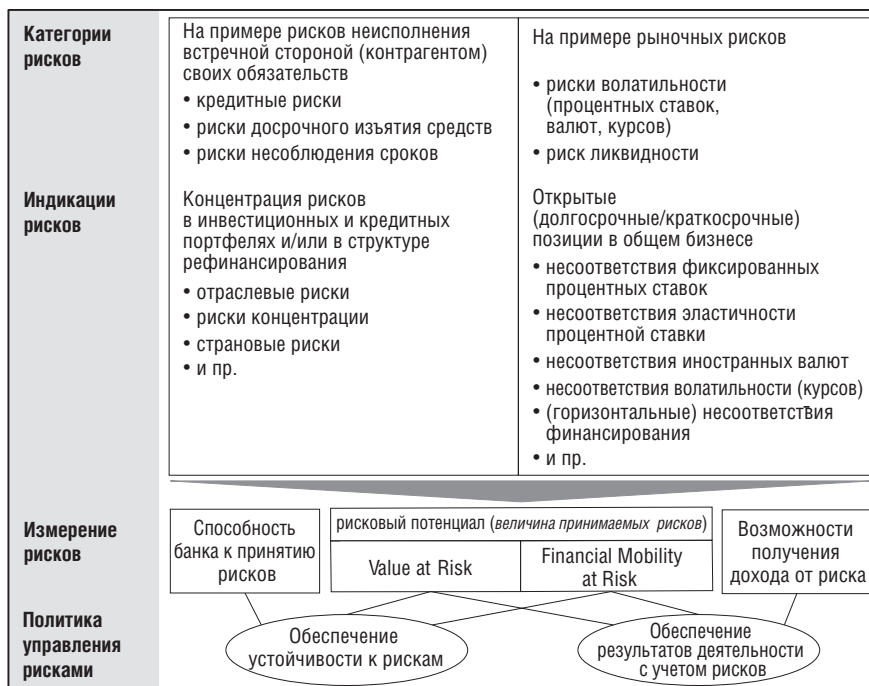 Категории
рисков
На примере рисков неисполнения
встречной стороной (контрагентом)
своих обязательств
• кредитные риски
• риски досрочного изъятия средств
• риски несоблюдения сроков
На примере рыночных рисков
• риски волатильности
(процентных ставок,
валют, курсов)
• риск ликвидности
Индикации
рисков
Концентрация рисков
в инвестиционных и кредитных
портфелях и/или в структуре
рефинансирования
• отраслевые риски
• риски концентрации
• страновые риски
• и пр.
Открытые
(долгосрочные/краткосрочные)
позиции в общем бизнесе
• несоответствия фиксированных
процентных ставок
• несоответствия эластичности
процентной ставки
• несоответствия иностранных валют
• несоответствия волатильности (курсов)
• (горизонтальные) несоответствия
финансирования
• и пр.
Измерение
рисков
Способность
банка к принятию
рисков
рисковый потенциал (величина принимаемых рисков)
Value at Risk
Financial Mobility
at Risk
Возможности
получения
дохода от риска
Политика
управления
рисками
Обеспечение
устойчивости к рискам
Обеспечение
результатов деятельности
с учетом рисков